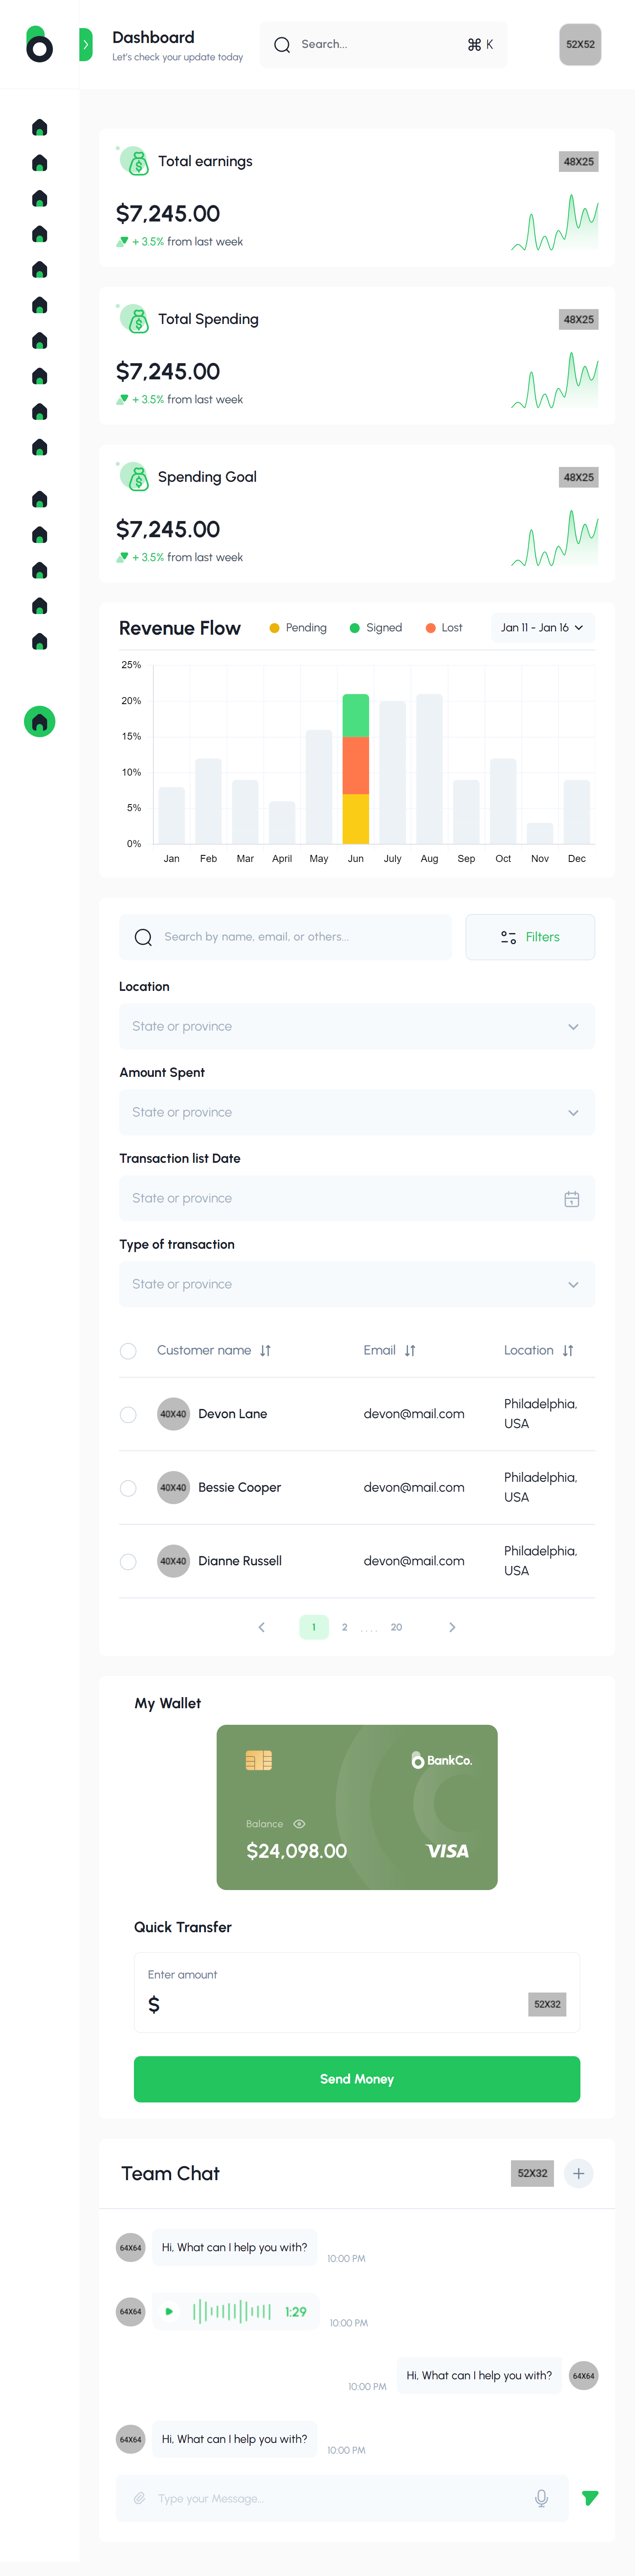 Dashboard
Let's check your update today
Search...
⌘ K
52X52
Total earnings
48X25
$7,245.00
+ 3.5% from last week
Total Spending
48X25
$7,245.00
+ 3.5% from last week
Spending Goal
48X25
$7,245.00
+ 3.5% from last week
Revenue Flow
Pending
Signed
Lost
Jan 11 - Jan 16
25%
20%
15%
10%
5%
0%
Jan Feb Mar April May Jun July Aug Sep Oct Nov Dec
Search by name, email, or others...
Filters
Location
State or province
Amount Spent
State or province
Transaction list Date
State or province
Type of transaction
State or province
Customer name Email Location
40X40 Devon Lane devon@mail.com Philadelphia,
USA
40X40 Bessie Cooper devon@mail.com Philadelphia,
USA
40X40 Dianne Russell devon@mail.com Philadelphia,
USA
1 2 .... 20
My Wallet
BankCo.
Balance
$24,098.00
VISA
Quick Transfer
Enter amount
$
52X32
Send Money
Team Chat
52X32
64X64 Hi, What can I help you with? 10:00 PM
64X64 1:29 10:00 PM
10:00 PM Hi, What can I help you with? 64X64
64X64 Hi, What can I help you with? 10:00 PM
Type your Message...